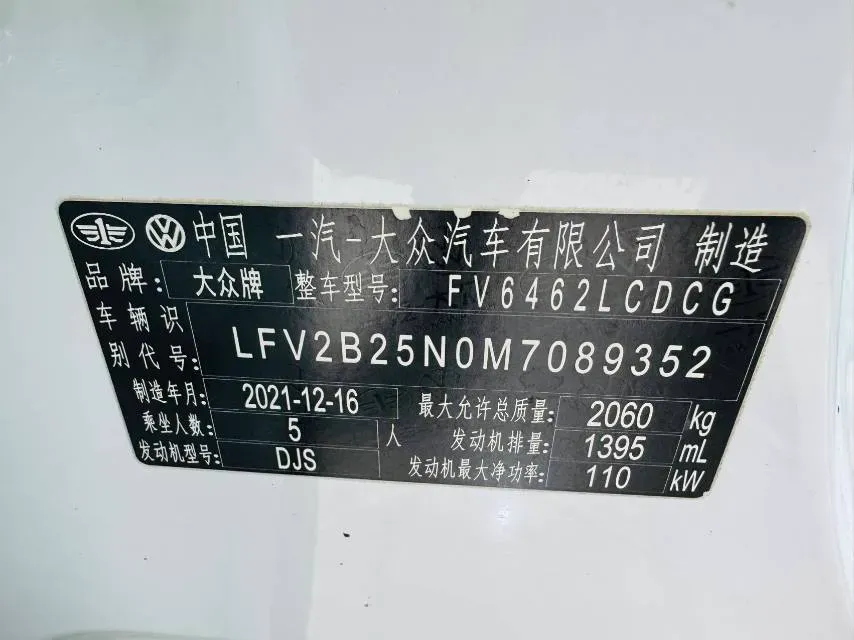 中国 一汽-大众汽车有限公司 制造
品牌: 大众牌 整车型号: FV6462LCDCG
车辆识别代号: LFV2B25N0M7089352
制造年月: 2021-12-16 最大允许总质量: 2060 kg
乘坐人数: 5 人 发动机排量: 1395 mL
发动机型号: DJS 发动机最大净功率: 110 kW